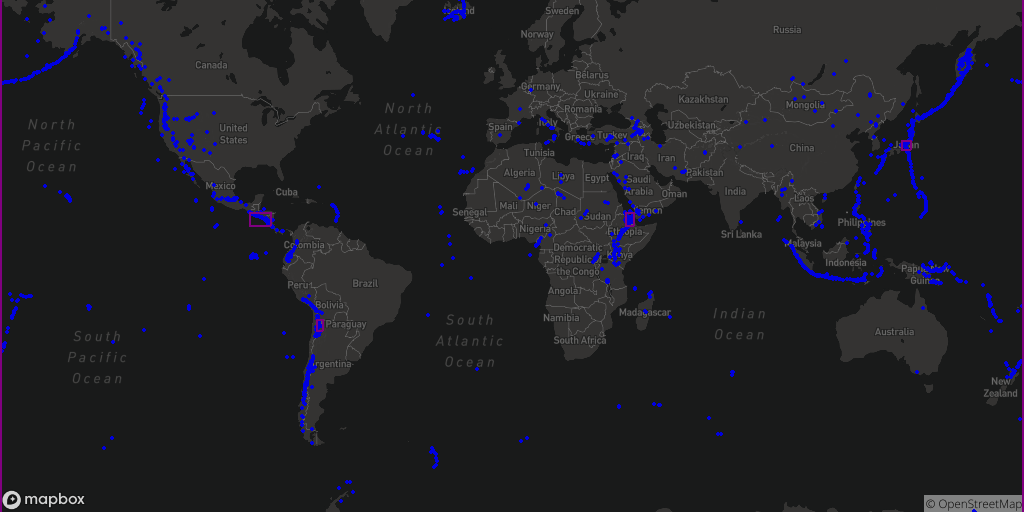 Iceland
Sweden
Norway
Russia
Canada
Belarus
Germany
Ukraine
Kazakhstan
Mongolia
North
Pacific
Ocean
North
Atlantic
Ocean
United
States
Romania
Spain
Italy
Greece
Turkey
Uzbekistan
Japan
Tunisia
Iraq
Iran
China
Mexico
Cuba
Algeria
Libya
Egypt
Saudi
Arabia
Pakistan
India
Oman
Laos
Senegal
Mali
Niger
Chad
Sudan
Yemen
Nigeria
Ethiopia
Sri Lanka
Philippines
Colombia
Democratic
Republic
the Congo
Kenya
Malaysia
Indonesia
Papua
Guinea
Peru
Brazil
Bolivia
Angola
Paraguay
Namibia
Madagascar
South Africa
Indian
Ocean
Australia
South
Pacific
Ocean
South
Atlantic
Ocean
Argentina
New
Zealand
mapbox
© OpenStreetMap